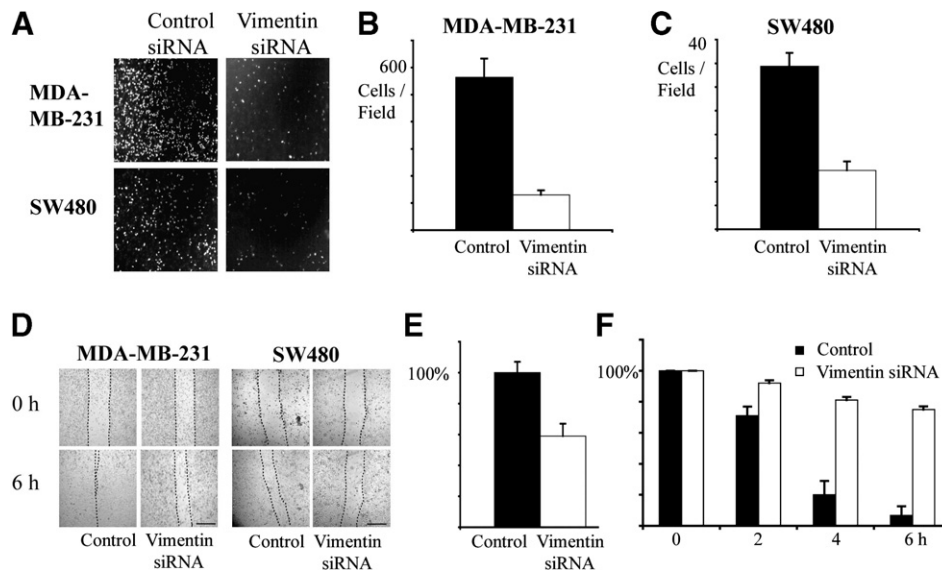 A
Control
siRNA
Vimentin
siRNA
MDA-
MB-231
SW480
B
MDA-MB-231
600
Cells /
Field
Control
Vimentin
siRNA
C
SW480
40
Cells /
Field
Control
Vimentin
siRNA
D
MDA-MB-231
SW480
0 h
6 h
Control
Vimentin
siRNA
Control
Vimentin
siRNA
E
100%
Control
Vimentin
siRNA
F
Control
Vimentin siRNA
100%
0 2 4 6 h